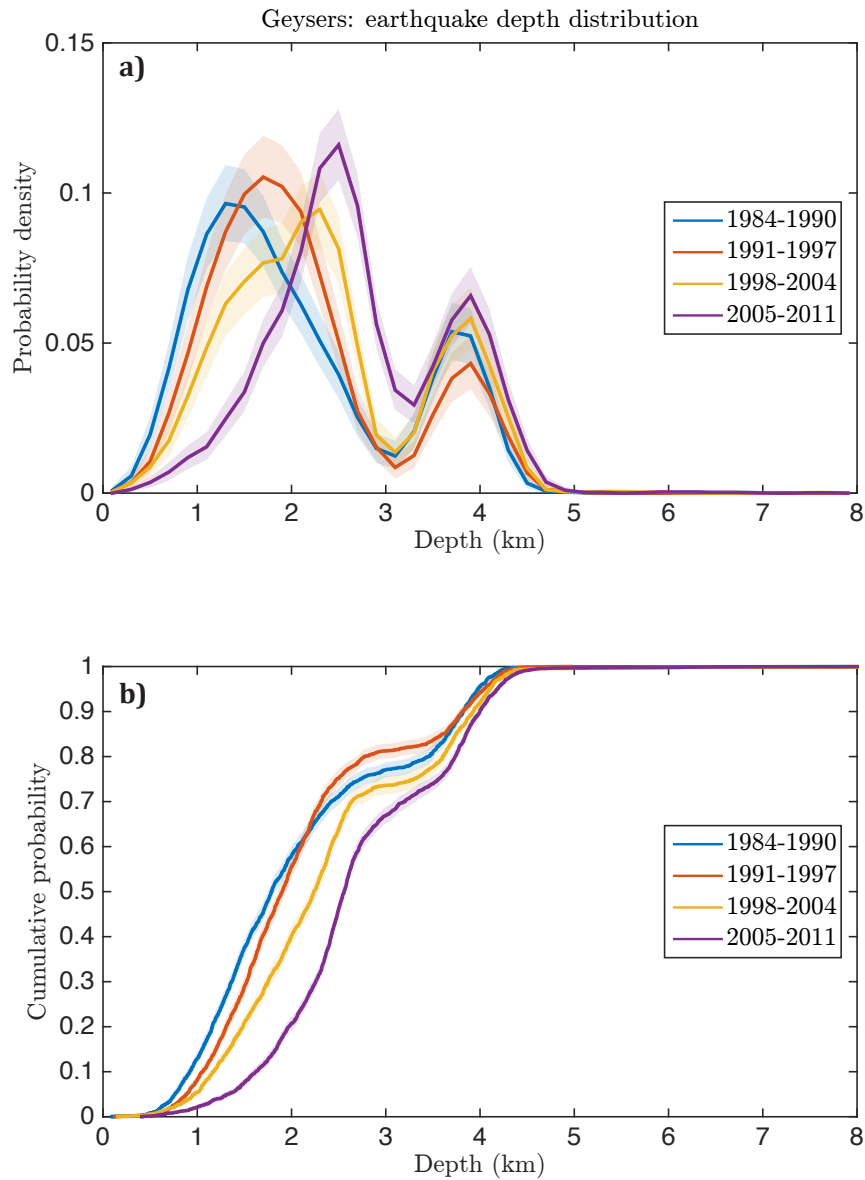 Geysers: earthquake depth distribution
a)
0.15
0.1
0.05
0
Probability density
1984-1990
1991-1997
1998-2004
2005-2011
0 1 2 3 4 5 6 7 8
Depth (km)
b)
1
0.9
0.8
0.7
0.6
0.5
0.4
0.3
0.2
0.1
0
Cumulative probability
1984-1990
1991-1997
1998-2004
2005-2011
0 1 2 3 4 5 6 7 8
Depth (km)